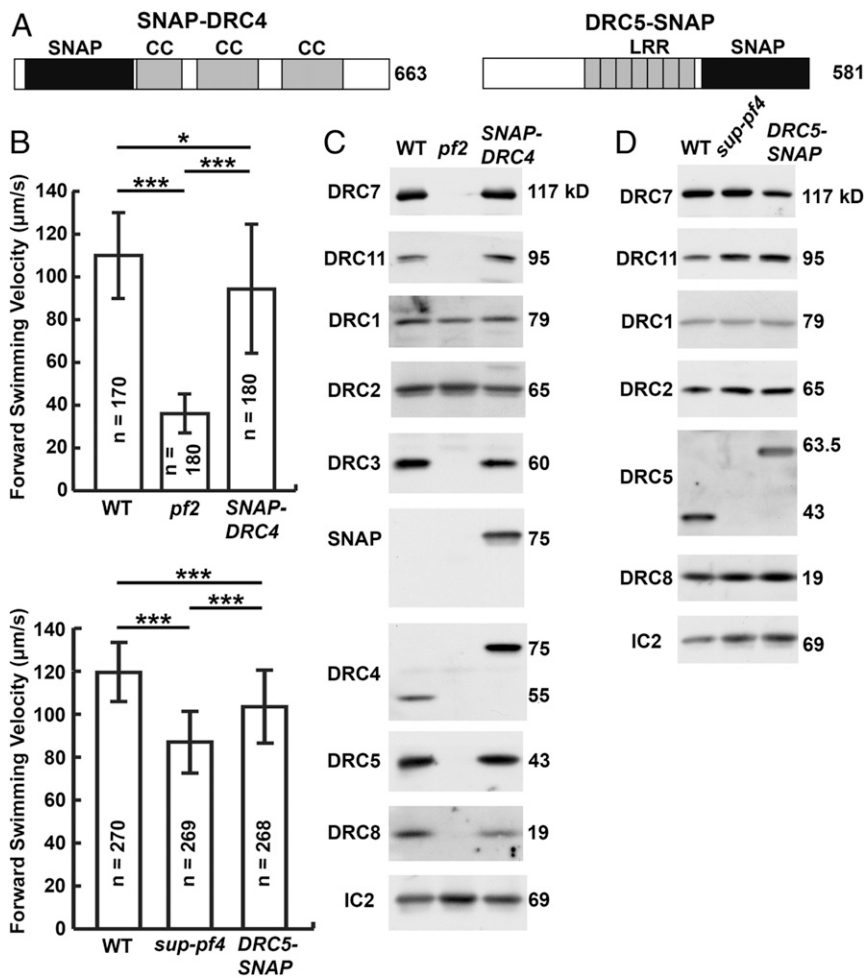 A
SNAP-DRC4
SNAP CC CC CC
663
DRC5-SNAP
LRR SNAP
581
B
Forward Swimming Velocity (µm/s)
140
120
100
80
60
40
20
0
*
*** ***
n = 170
n = 180
n = 180
WT pf2 SNAP-DRC4
Forward Swimming Velocity (µm/s)
140
120
100
80
60
40
20
0
***
*** ***
n = 270
n = 269
n = 268
WT sup-pf4 DRC5-SNAP
C
WT pf2 SNAP-DRC4
DRC7 117 kD
DRC11 95
DRC1 79
DRC2 65
DRC3 60
SNAP 75
DRC4 75
55
DRC5 43
DRC8 19
IC2 69
D
WT sup-pf4 DRC5-SNAP
DRC7 117 kD
DRC11 95
DRC1 79
DRC2 65
DRC5 63.5
43
DRC8 19
IC2 69